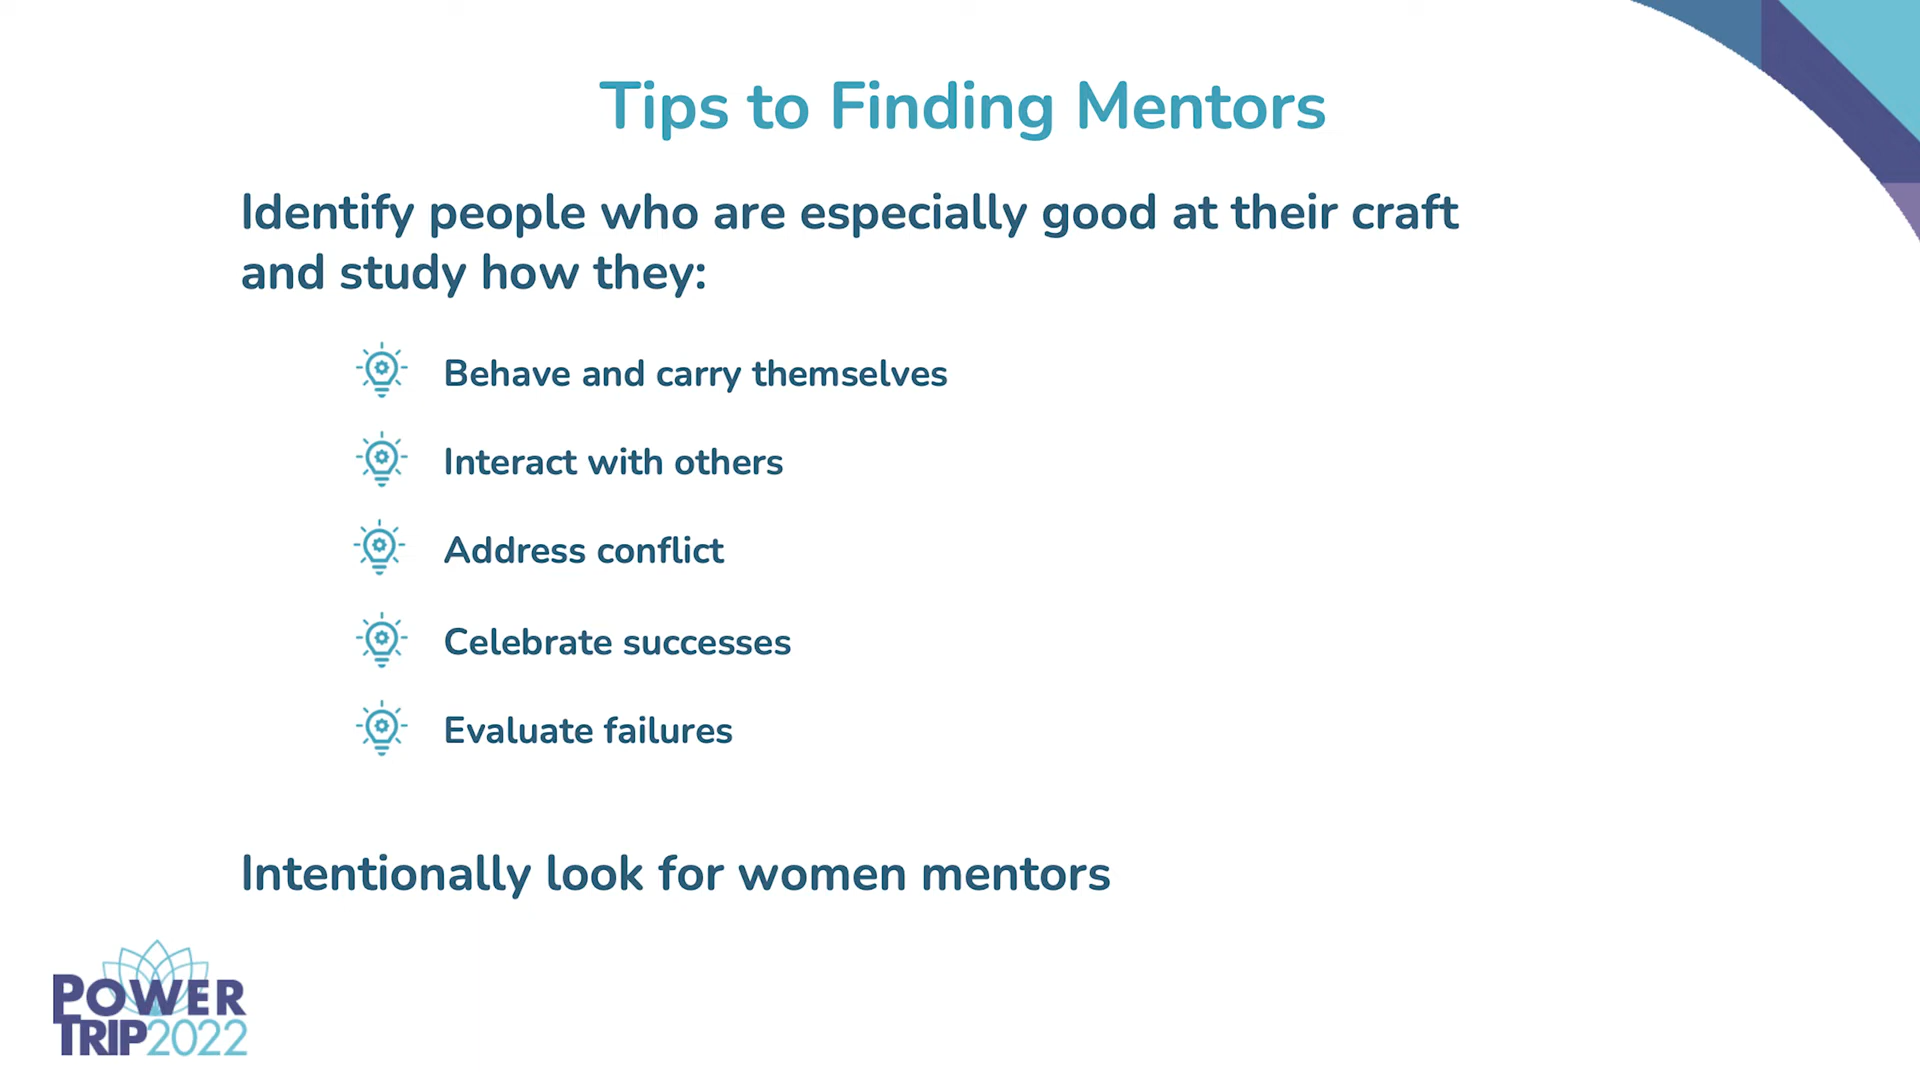 Tips to Finding Mentors
Identify people who are especially good at their craft
and study how they:
Behave and carry themselves
Interact with others
Address conflict
Celebrate successes
Evaluate failures
Intentionally look for women mentors
POWER
TRIP2022